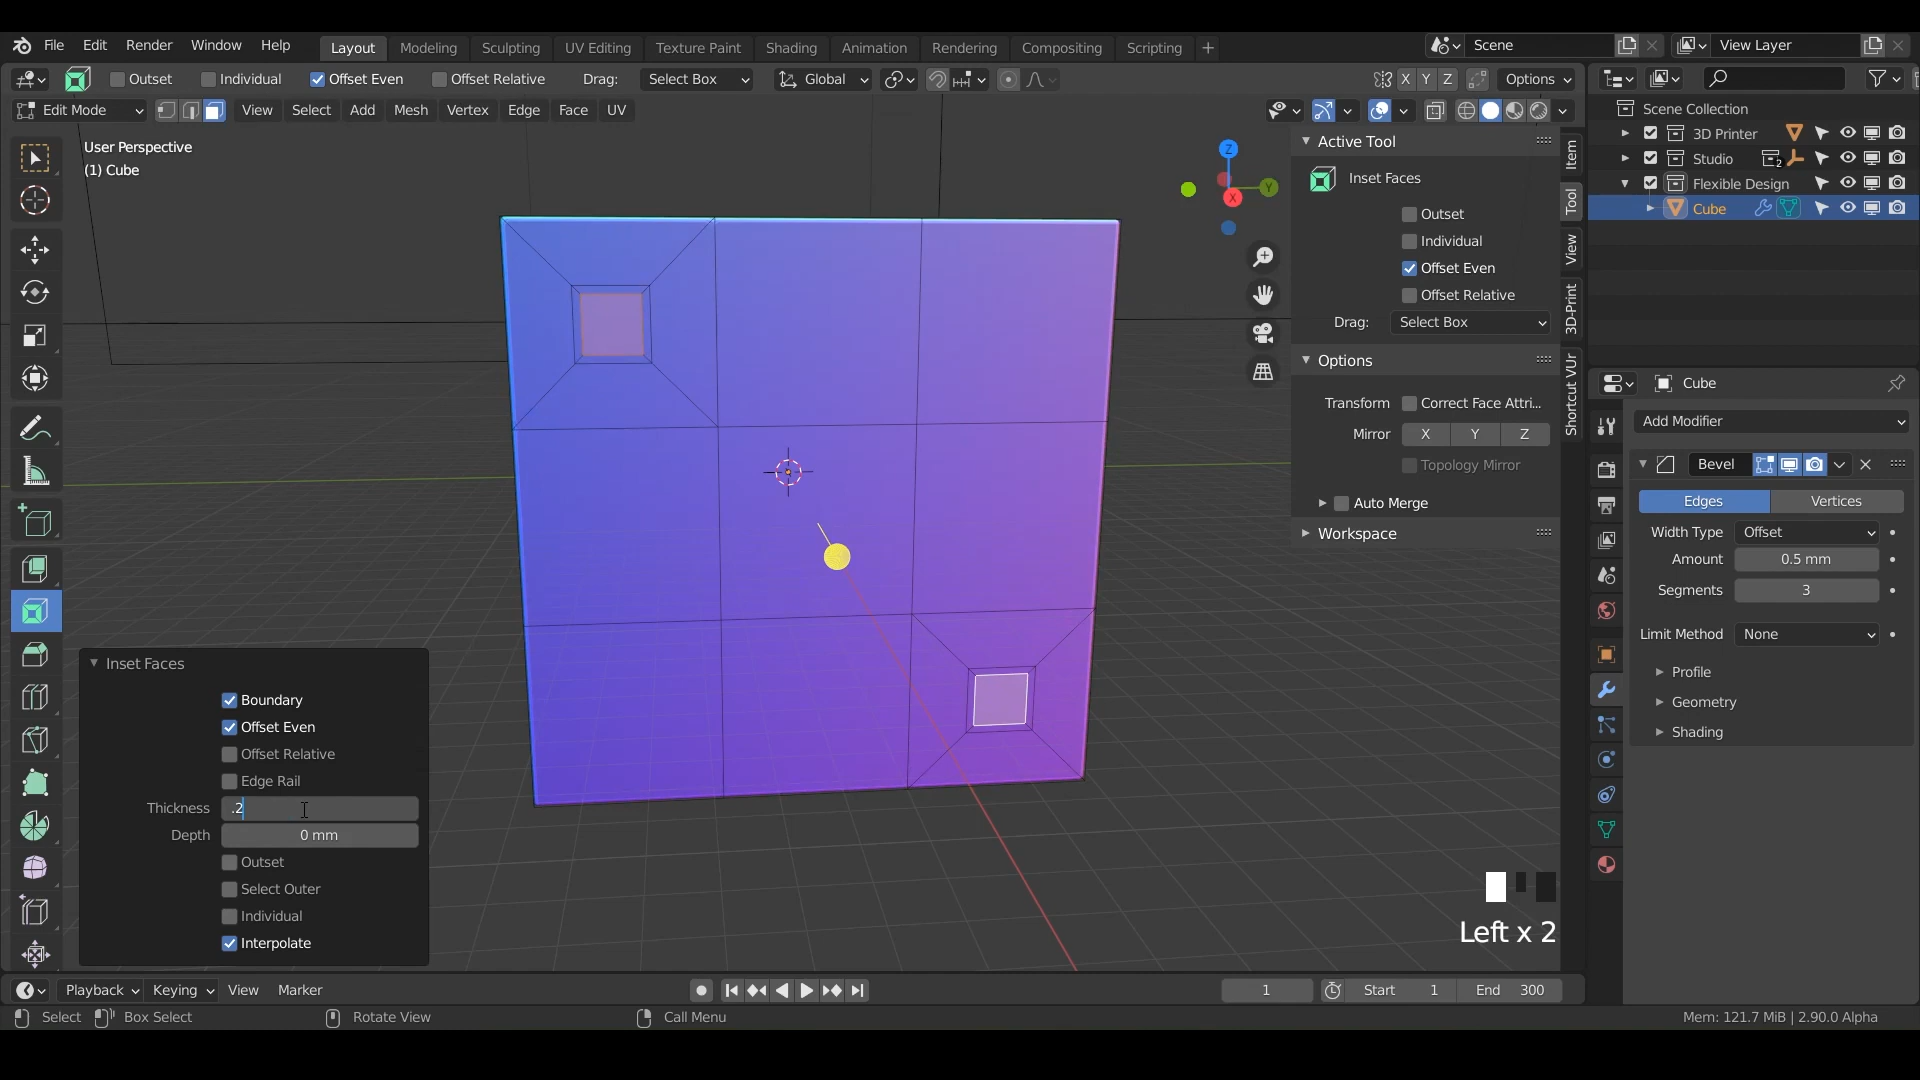 File Edit Render Window Help Layout Modeling Sculpting UV Editing Texture Paint Shading Animation Rendering Compositing Scripting + Scene View Layer
Outset Individual Offset Even Offset Relative Drag: Select Box Global X Y Z Options
Edit Mode View Select Add Mesh Vertex Edge Face UV
User Perspective
(1) Cube
Z
Y
X
Active Tool
Inset Faces
Outset
Individual
Offset Even
Offset Relative
Drag: Select Box
Options
Transform Correct Face Attri...
Mirror X Y Z
Topology Mirror
Auto Merge
Workspace
Item
Tool
View
3D-Print
Shortcut VUr
Scene Collection
3D Printer
Studio 2
Flexible Design
Cube
Cube
Add Modifier
Bevel
Edges Vertices
Width Type Offset
Amount 0.5 mm
Segments 3
Limit Method None
Profile
Geometry
Shading
Inset Faces
Boundary
Offset Even
Offset Relative
Edge Rail
Thickness .2
Depth 0 mm
Outset
Select Outer
Individual
Interpolate
Left x 2
Playback Keying View Marker 1 Start 1 End 300
Select Box Select Rotate View Call Menu Mem: 121.7 MiB | 2.90.0 Alpha